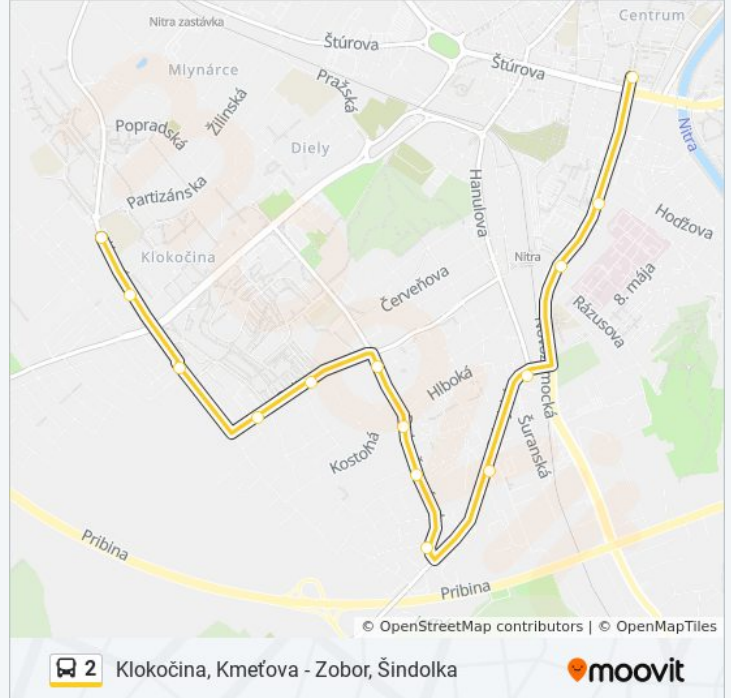 Centrum
Nitra zastávka
Štúrova
Štúrova
Mlynárce
Pražská
Žilinská
Popradská
Nitra
Diely
Partizánska
Hanulova
Hodžova
Klokočina
Nitra
8. mája
Červeňova
Rázusova
Hlboká
Šuranská
Kostolná
Pribina
Pribina
© OpenStreetMap contributors | © OpenMapTiles
2 Klokočina, Kmeťova - Zobor, Šindolka
moovit